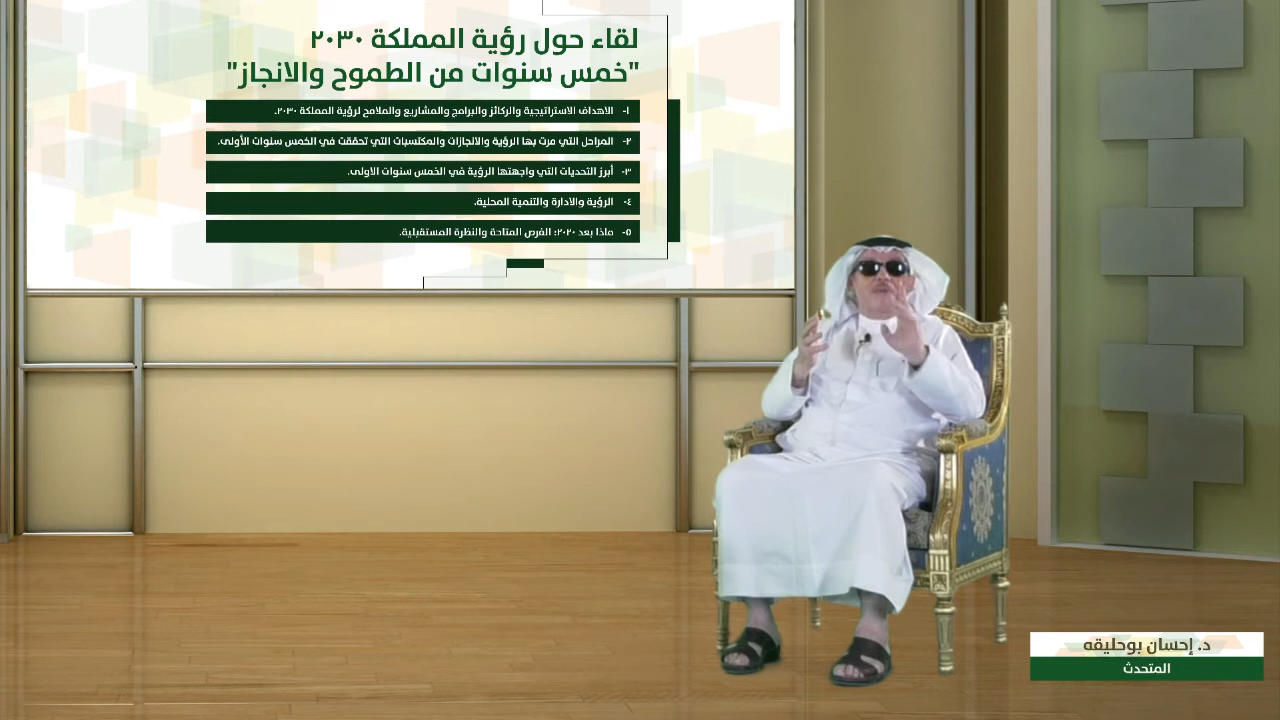 لقاء حول رؤية المملكة ٢٠٣٠
"خمس سنوات من الطموح والانجاز"
١- الاهداف الاستراتيجية والركائز والبرامج والمشاريع والملامح لرؤية المملكة ٢٠٣٠.
٢- المراحل التي مرت بها الرؤية والانجازات والمكتسبات التي تحققت في الخمس سنوات الأولى.
٣- أبرز التحديات التي واجهتها الرؤية في الخمس سنوات الاولى.
٤- الرؤية والادارة والتنمية المحلية.
٥- ماذا بعد ٢٠٢٠: الفرص المتاحة والنظرة المستقبلية.
د. إحسان بوحليقه
المتحدث